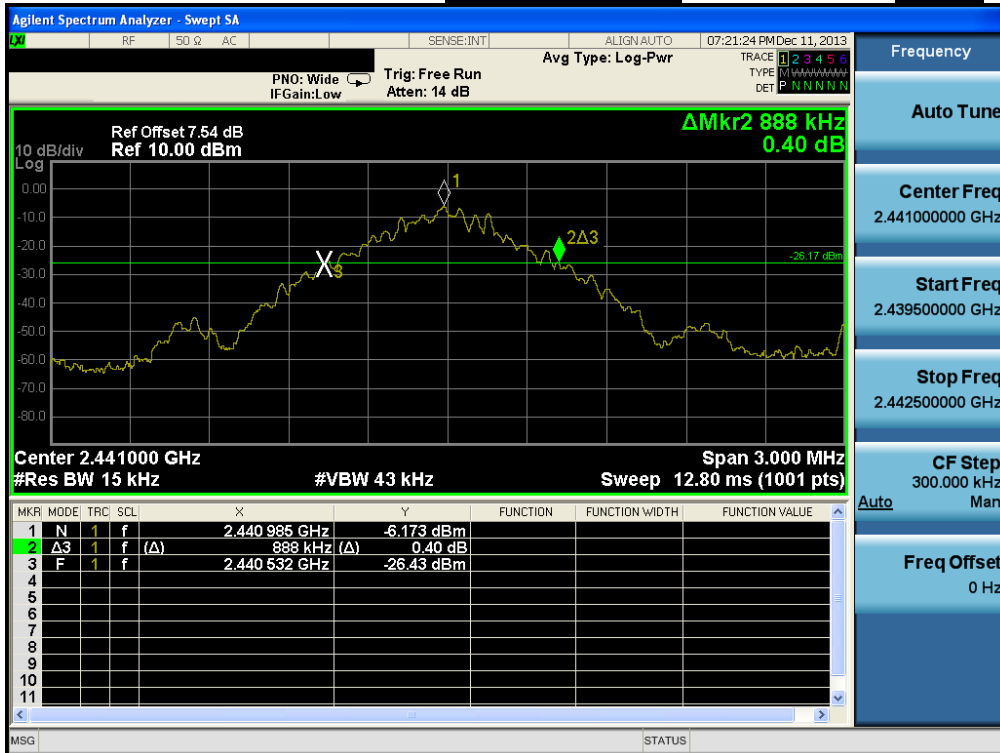 Agilent Spectrum Analyzer - Swept SA
LXI RF 50 Ω AC SENSE:INT ALIGN AUTO 07:21:24 PM Dec 11, 2013
Avg Type: Log-Pwr
TRACE 1 2 3 4 5 6
PNO: Wide Trig: Free Run
TYPE M
IFGain:Low Atten: 14 dB
DET P N N N N N
ΔMkr2 888 kHz
0.40 dB
Ref Offset 7.54 dB
10 dB/div Ref 10.00 dBm
Log
0.00
-10.0
-20.0
-30.0
-40.0
-50.0
-60.0
-70.0
-80.0
1
2Δ3
3
-26.17 dBm
Center 2.441000 GHz Span 3.000 MHz
#Res BW 15 kHz #VBW 43 kHz Sweep 12.80 ms (1001 pts)
MKR MODE TRC SCL X Y FUNCTION FUNCTION WIDTH FUNCTION VALUE
1 N 1 f 2.440 985 GHz -6.173 dBm
2 Δ3 1 f (Δ) 888 kHz (Δ) 0.40 dB
3 F 1 f 2.440 532 GHz -26.43 dBm
4
5
6
7
8
9
10
11
MSG STATUS
Frequency
Auto Tune
Center Freq
2.441000000 GHz
Start Freq
2.439500000 GHz
Stop Freq
2.442500000 GHz
CF Step
300.000 kHz
Auto Man
Freq Offset
0 Hz